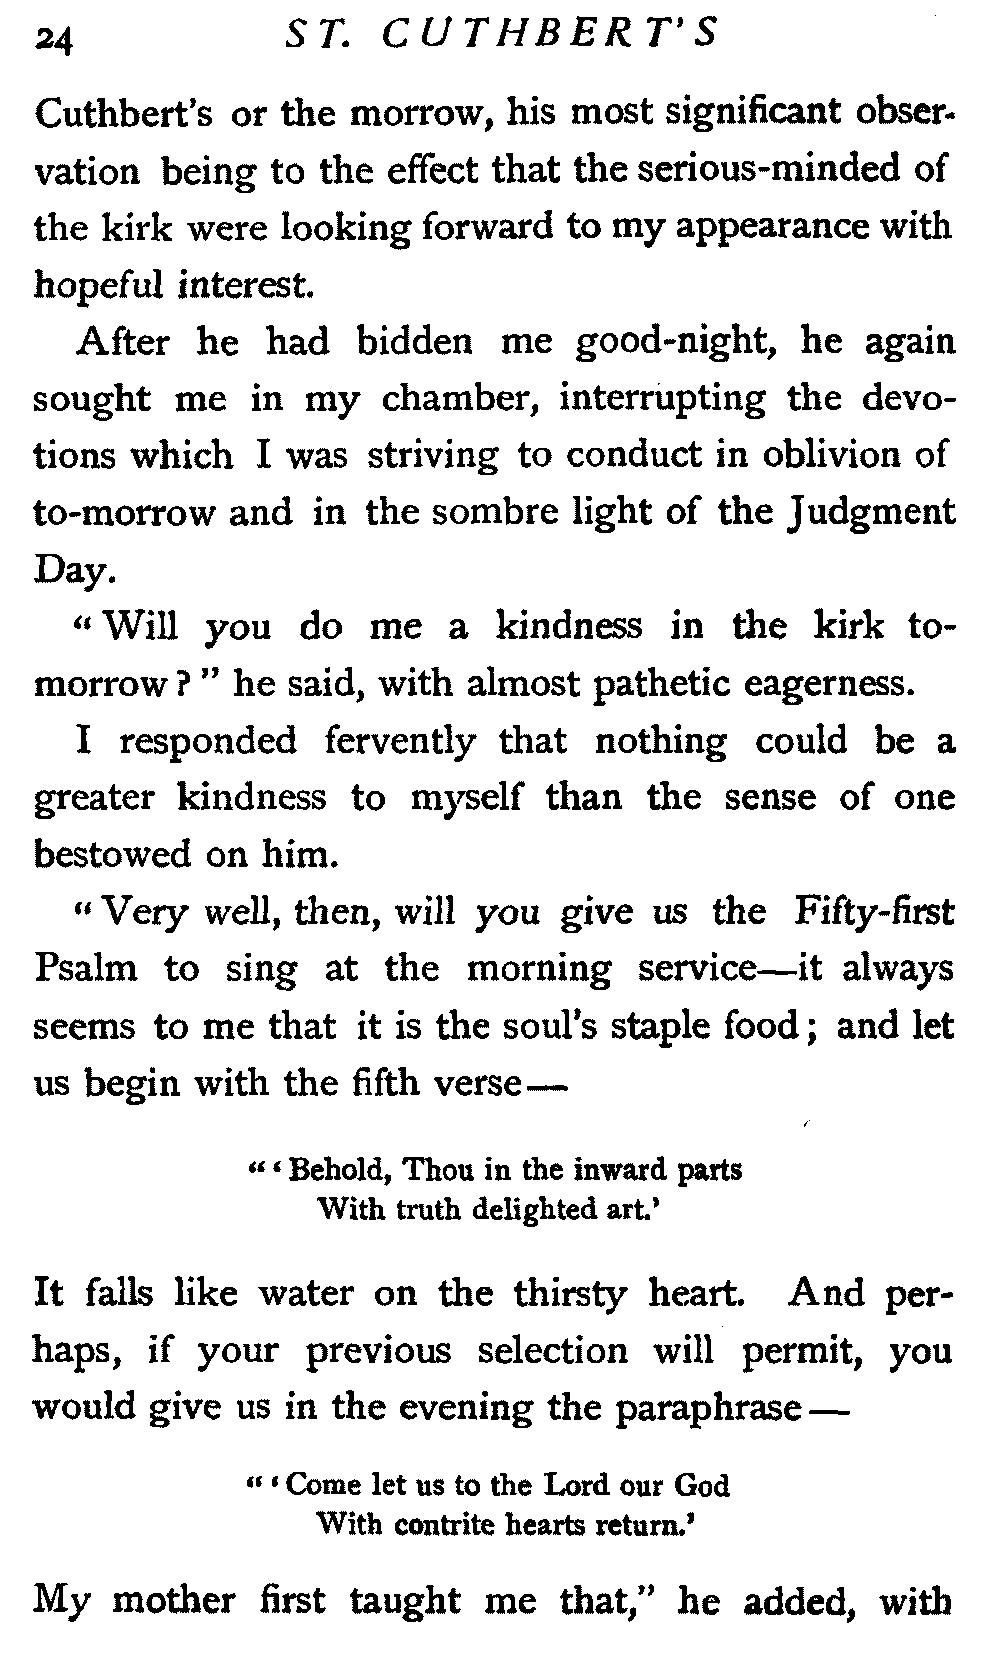 24 ST. CUTHBERT'S
Cuthbert's or the morrow, his most significant obser-
vation being to the effect that the serious-minded of
the kirk were looking forward to my appearance with
hopeful interest.
After he had bidden me good-night, he again
sought me in my chamber, interrupting the devo-
tions which I was striving to conduct in oblivion of
to-morrow and in the sombre light of the Judgment
Day.
“ Will you do me a kindness in the kirk to-
morrow ? ” he said, with almost pathetic eagerness.
I responded fervently that nothing could be a
greater kindness to myself than the sense of one
bestowed on him.
“ Very well, then, will you give us the Fifty-first
Psalm to sing at the morning service—it always
seems to me that it is the soul's staple food ; and let
us begin with the fifth verse—
“ ‘ Behold, Thou in the inward parts
With truth delighted art.’
It falls like water on the thirsty heart. And per-
haps, if your previous selection will permit, you
would give us in the evening the paraphrase—
“ ‘ Come let us to the Lord our God
With contrite hearts return.’
My mother first taught me that,” he added, with